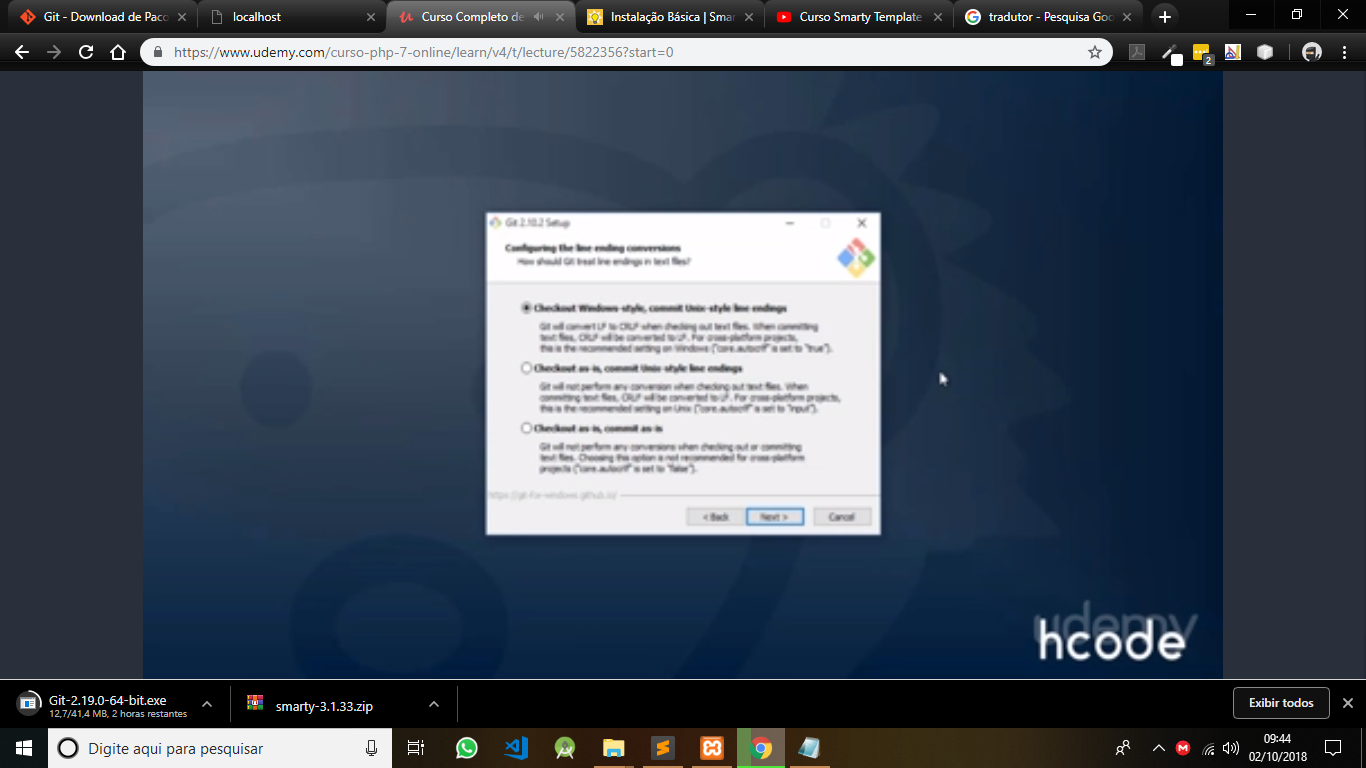 Git - Download de Paco
localhost
Curso Completo de
Instalação Básica | Smar
Curso Smarty Template
tradutor - Pesquisa Goo
https://www.udemy.com/curso-php-7-online/learn/v4/t/lecture/5822356?start=0
2
Git 2.10.2 Setup
Configuring the line ending conversions
How should Git treat line endings in text files?
Checkout Windows-style, commit Unix-style line endings
Git will convert LF to CRLF when checking out text files. When committing
text files, CRLF will be converted to LF. For cross-platform projects,
this is the recommended setting on Windows ("core.autocrlf" is set to "true").
Checkout as-is, commit Unix-style line endings
Git will not perform any conversion when checking out text files. When
committing text files, CRLF will be converted to LF. For cross-platform projects,
this is the recommended setting on Unix ("core.autocrlf" is set to "input").
Checkout as-is, commit as-is
Git will not perform any conversions when checking out or committing
text files. Choosing this option is not recommended for cross-platform
projects ("core.autocrlf" is set to "false").
https://git-for-windows.github.io/
< Back Next > Cancel
udemy
hcode
Git-2.19.0-64-bit.exe
12,7/41,4 MB, 2 horas restantes
smarty-3.1.33.zip
Exibir todos
Digite aqui para pesquisar
09:44
02/10/2018